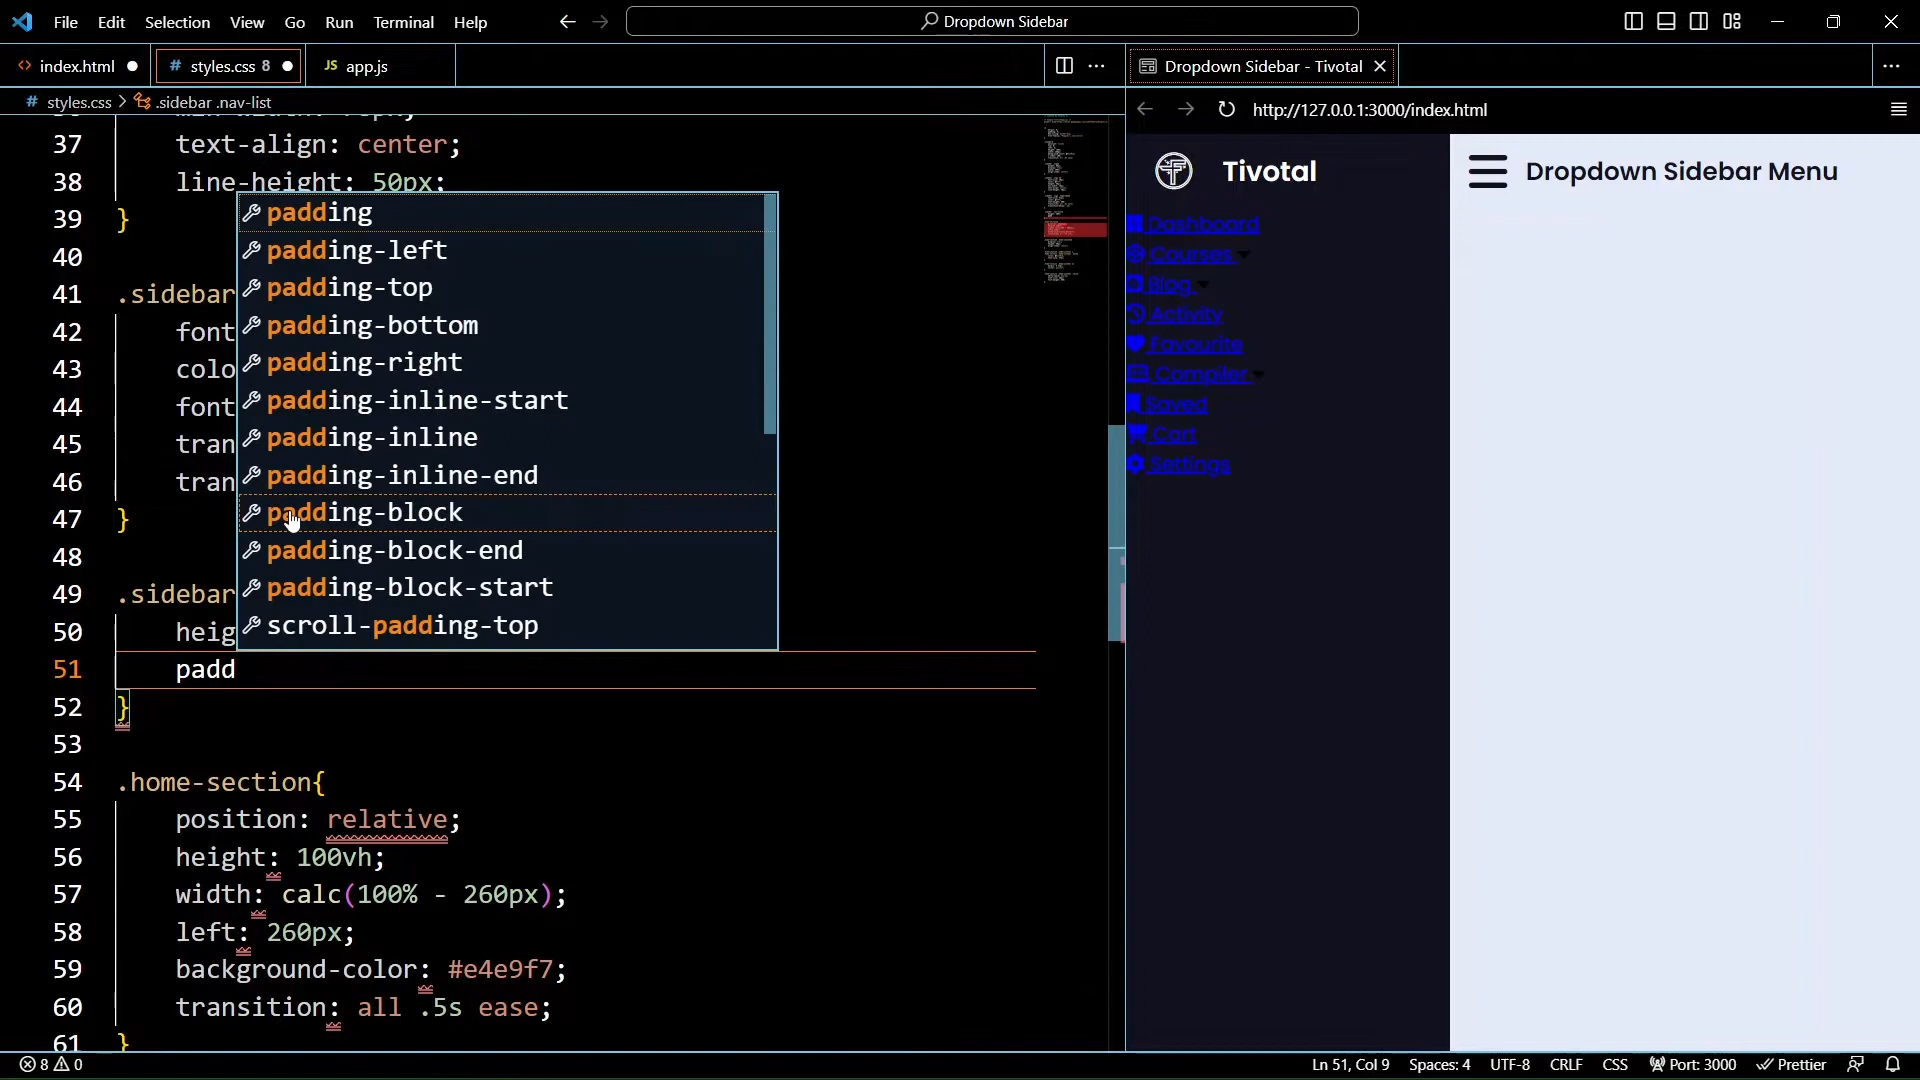 File Edit Selection View Go Run Terminal Help
Dropdown Sidebar
index.html
# styles.css 8
JS app.js
Dropdown Sidebar - Tivotal
# styles.css > .sidebar .nav-list
http://127.0.0.1:3000/index.html
37 text-align: center;
38 line-height: 50px;
39 }
40
41 .sidebar
42 font
43 colo
44 font
45 tran
46 tran
47 }
48
49 .sidebar
50 heig
51 padd
52 }
53
54 .home-section{
55 position: relative;
56 height: 100vh;
57 width: calc(100% - 260px);
58 left: 260px;
59 background-color: #e4e9f7;
60 transition: all .5s ease;
61 }
padding
padding-left
padding-top
padding-bottom
padding-right
padding-inline-start
padding-inline
padding-inline-end
padding-block
padding-block-end
padding-block-start
scroll-padding-top
Tivotal
Dashboard
Courses
Blog
Activity
Favourite
Compiler
Saved
Cart
Settings
Dropdown Sidebar Menu
8 0
Ln 51, Col 9 Spaces: 4 UTF-8 CRLF CSS Port: 3000 Prettier